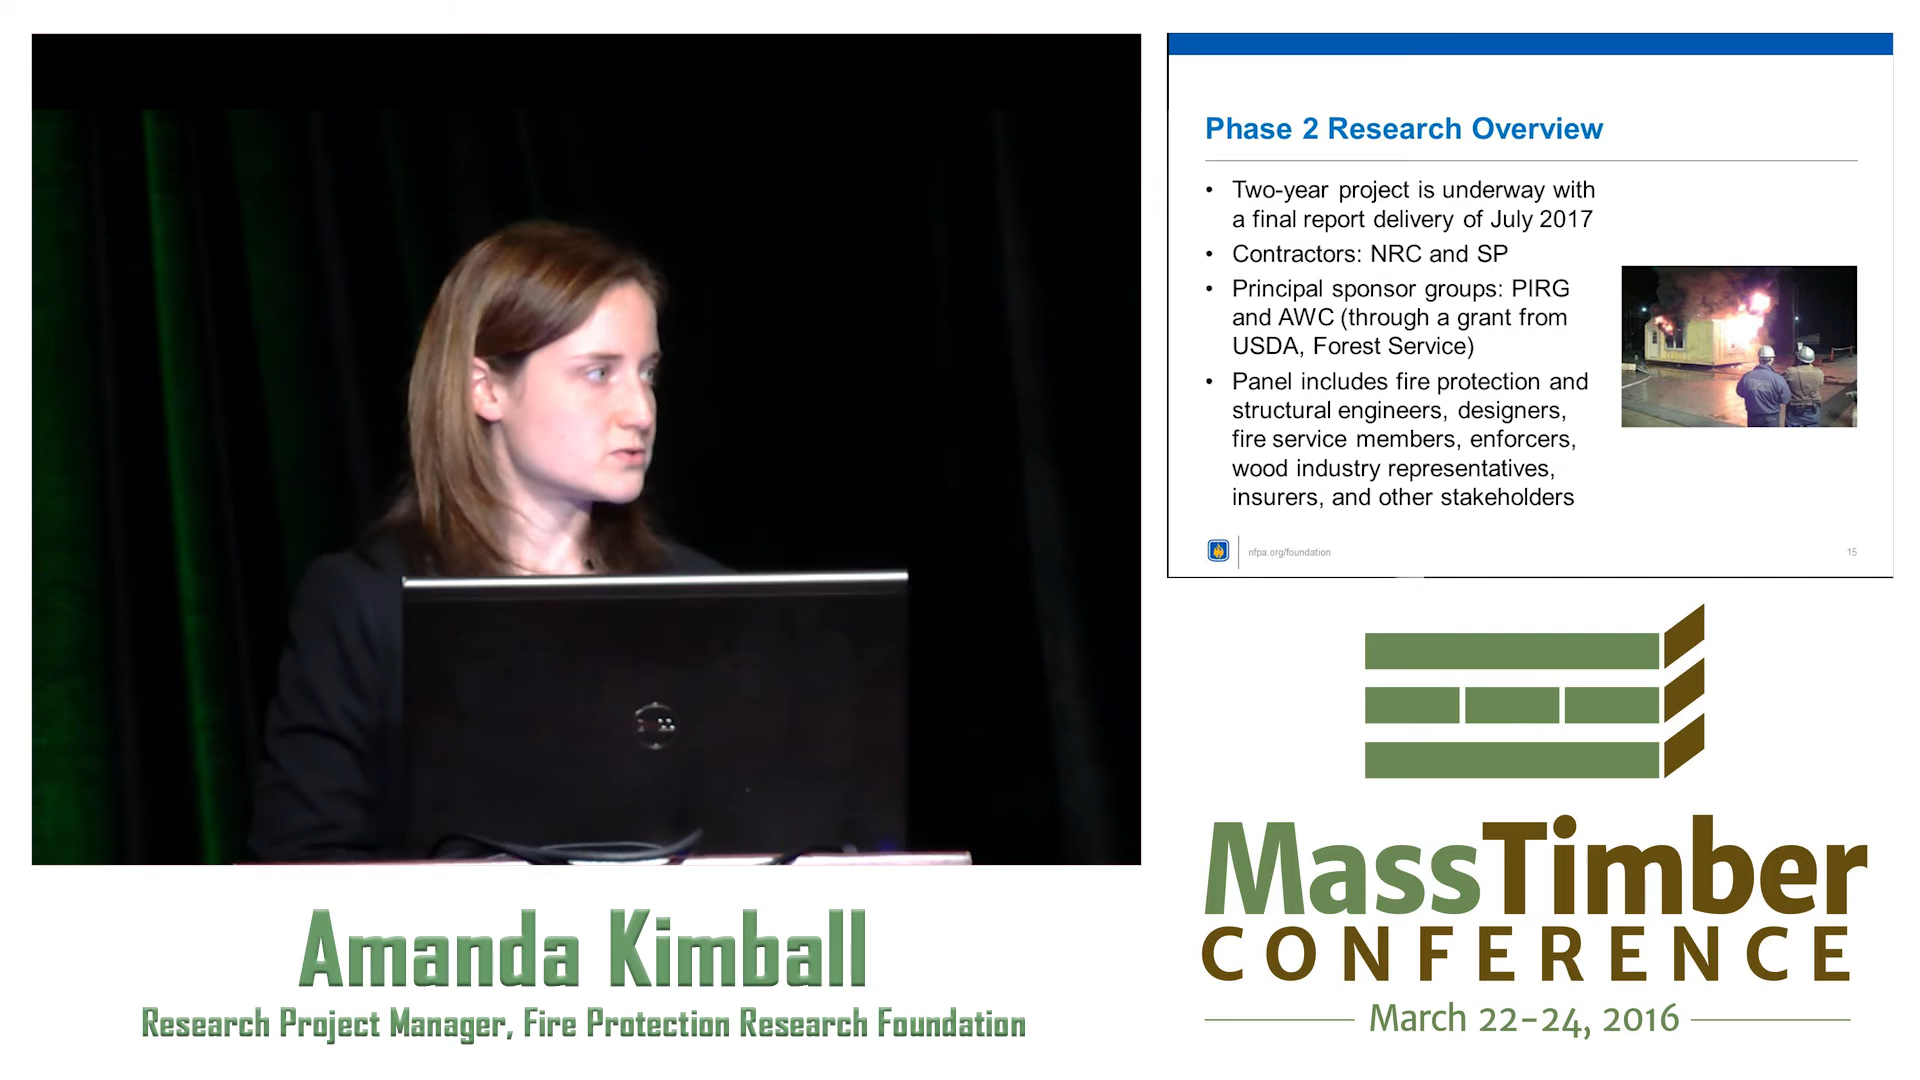 Phase 2 Research Overview
• Two-year project is underway with
a final report delivery of July 2017
• Contractors: NRC and SP
• Principal sponsor groups: PIRG
and AWC (through a grant from
USDA, Forest Service)
• Panel includes fire protection and
structural engineers, designers,
fire service members, enforcers,
wood industry representatives,
insurers, and other stakeholders
nfpa.org/foundation
15
MassTimber
CONFERENCE
March 22-24, 2016
Amanda Kimball
Research Project Manager, Fire Protection Research Foundation